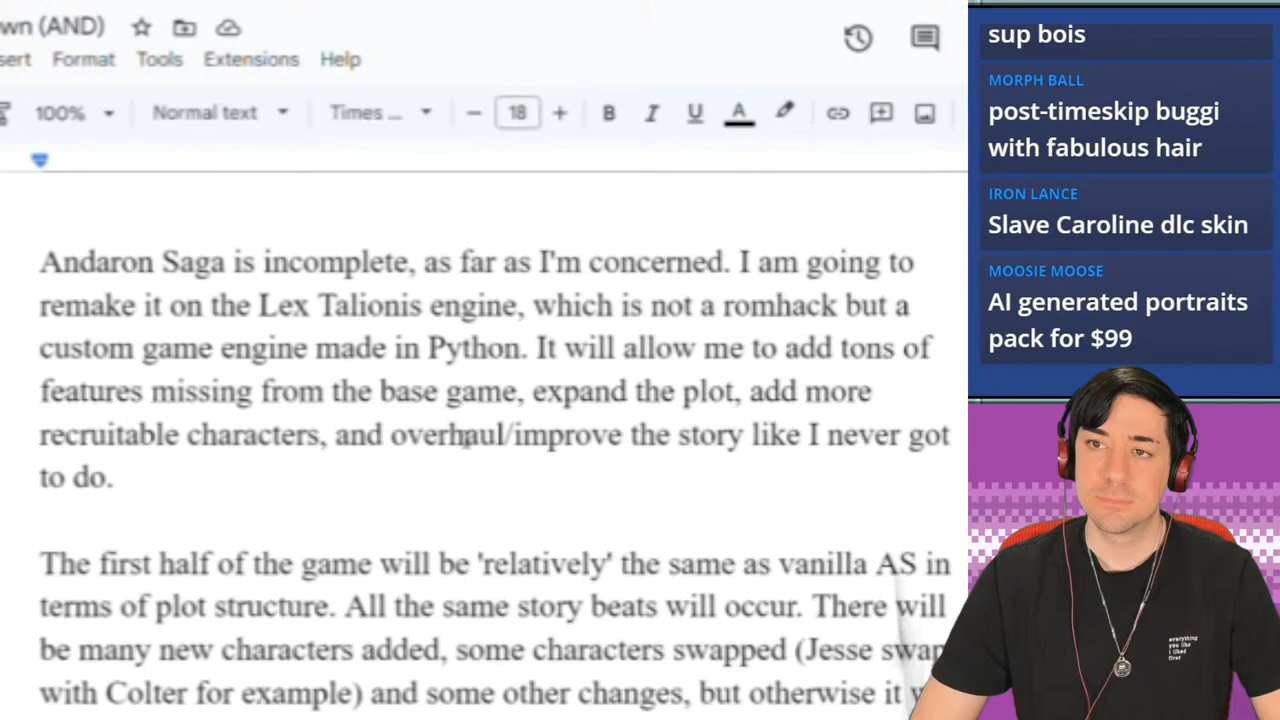 wn (AND)
sert Format Tools Extensions Help
100% Normal text Times ... − 18 + B I U A
Andaron Saga is incomplete, as far as I'm concerned. I am going to
remake it on the Lex Talionis engine, which is not a romhack but a
custom game engine made in Python. It will allow me to add tons of
features missing from the base game, expand the plot, add more
recruitable characters, and overhaul/improve the story like I never got
to do.
The first half of the game will be 'relatively' the same as vanilla AS in
terms of plot structure. All the same story beats will occur. There will
be many new characters added, some characters swapped (Jesse swap
with Colter for example) and some other changes, but otherwise it
sup bois
MORPH BALL
post-timeskip buggi
with fabulous hair
IRON LANCE
Slave Caroline dlc skin
MOOSIE MOOSE
AI generated portraits
pack for $99
everything
you like
I liked
first